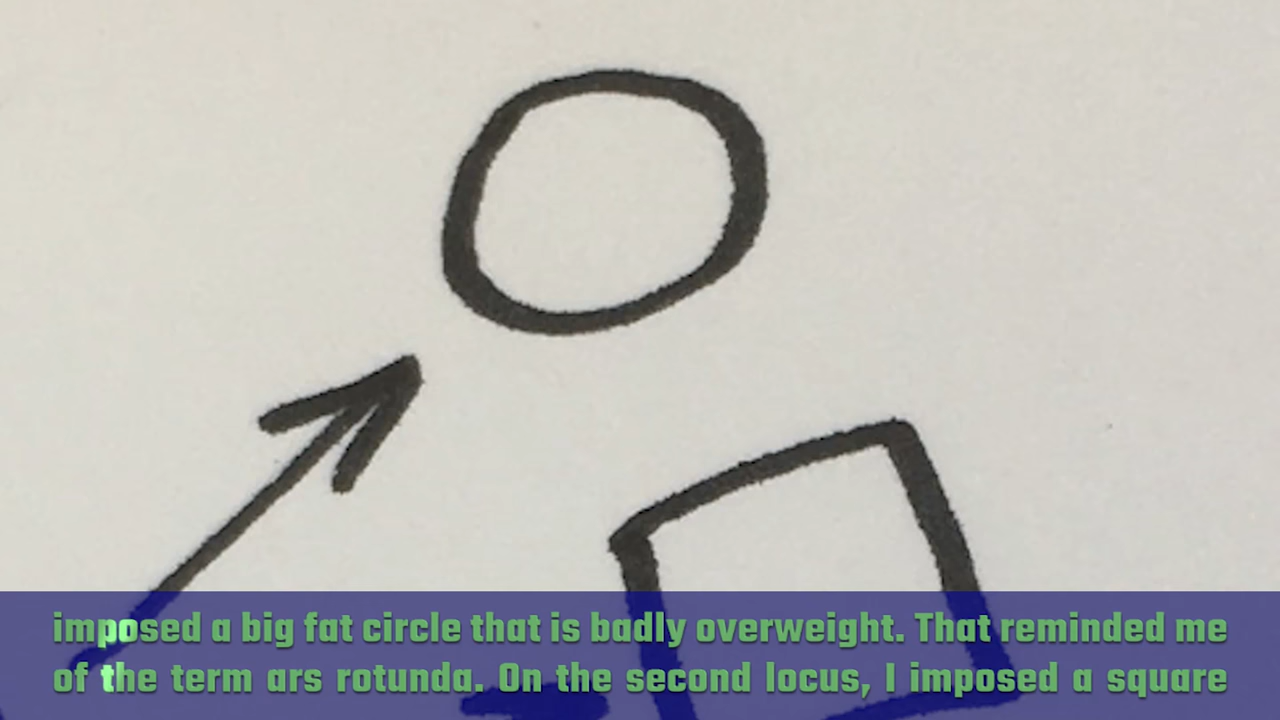 imposed a big fat circle that is badly overweight. That reminded me
of the term ars rotunda. On the second locus, I imposed a square